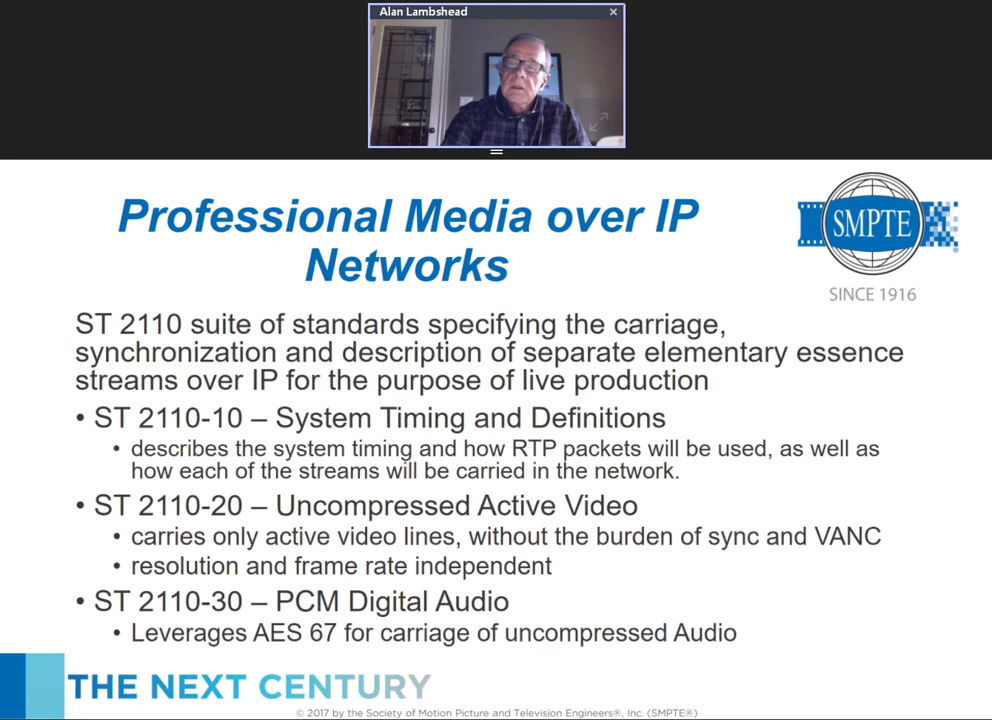 Alan Lambshead
Professional Media over IP
Networks
SMPTE
SINCE 1916
ST 2110 suite of standards specifying the carriage,
synchronization and description of separate elementary essence
streams over IP for the purpose of live production
• ST 2110-10 – System Timing and Definitions
• describes the system timing and how RTP packets will be used, as well as
how each of the streams will be carried in the network.
• ST 2110-20 – Uncompressed Active Video
• carries only active video lines, without the burden of sync and VANC
• resolution and frame rate independent
• ST 2110-30 – PCM Digital Audio
• Leverages AES 67 for carriage of uncompressed Audio
THE NEXT CENTURY
© 2017 by the Society of Motion Picture and Television Engineers®, Inc. (SMPTE®)